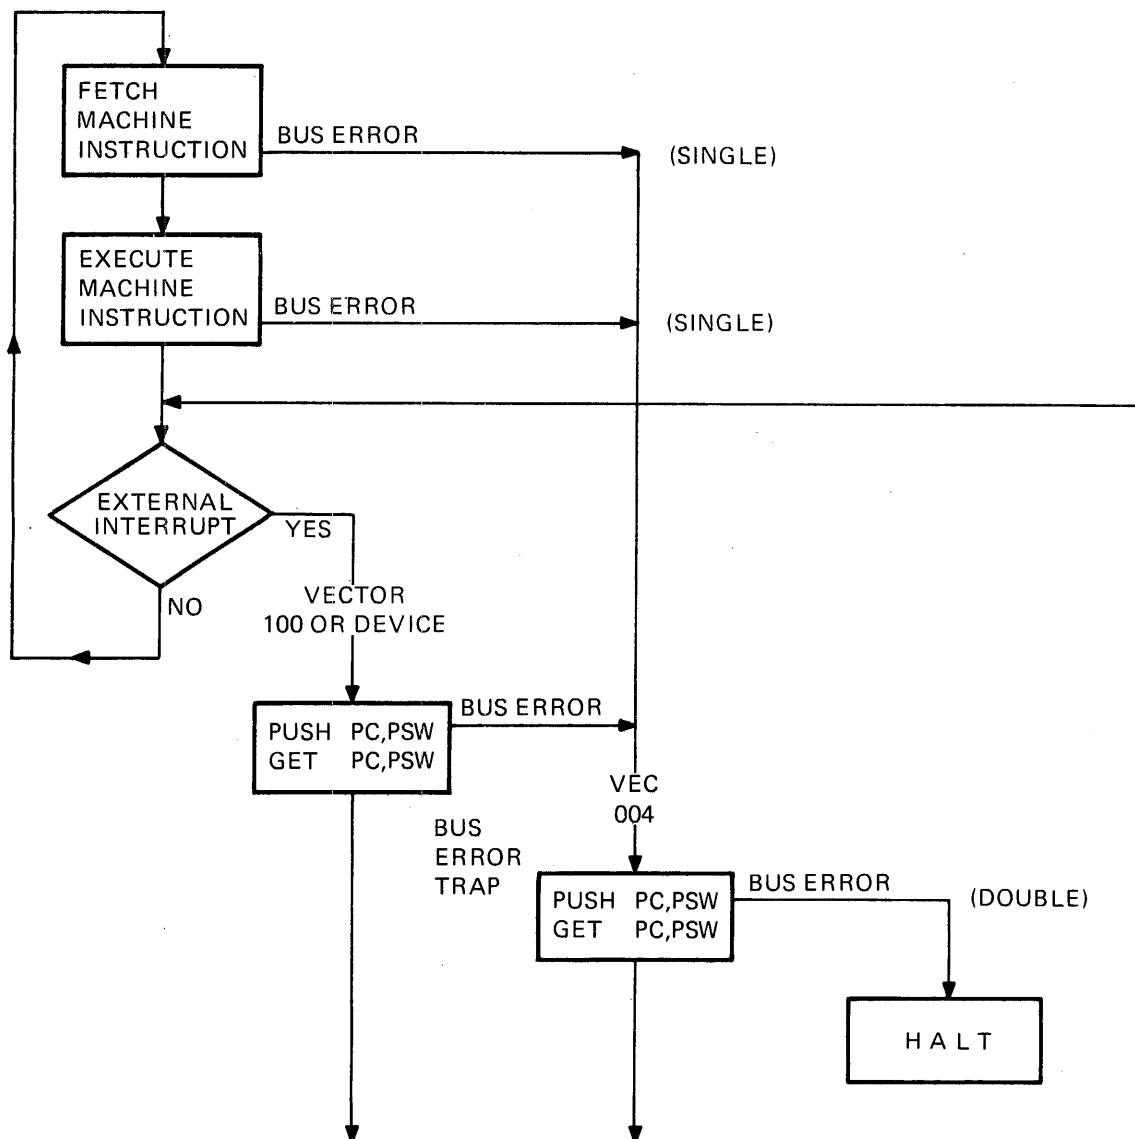 FETCH
MACHINE
INSTRUCTION
BUS ERROR
(SINGLE)
EXECUTE
MACHINE
INSTRUCTION
BUS ERROR
(SINGLE)
EXTERNAL
INTERRUPT
YES
NO
VECTOR
100 OR DEVICE
PUSH PC,PSW
GET PC,PSW
BUS ERROR
VEC
004
BUS
ERROR
TRAP
PUSH PC,PSW
GET PC,PSW
BUS ERROR
(DOUBLE)
HALT